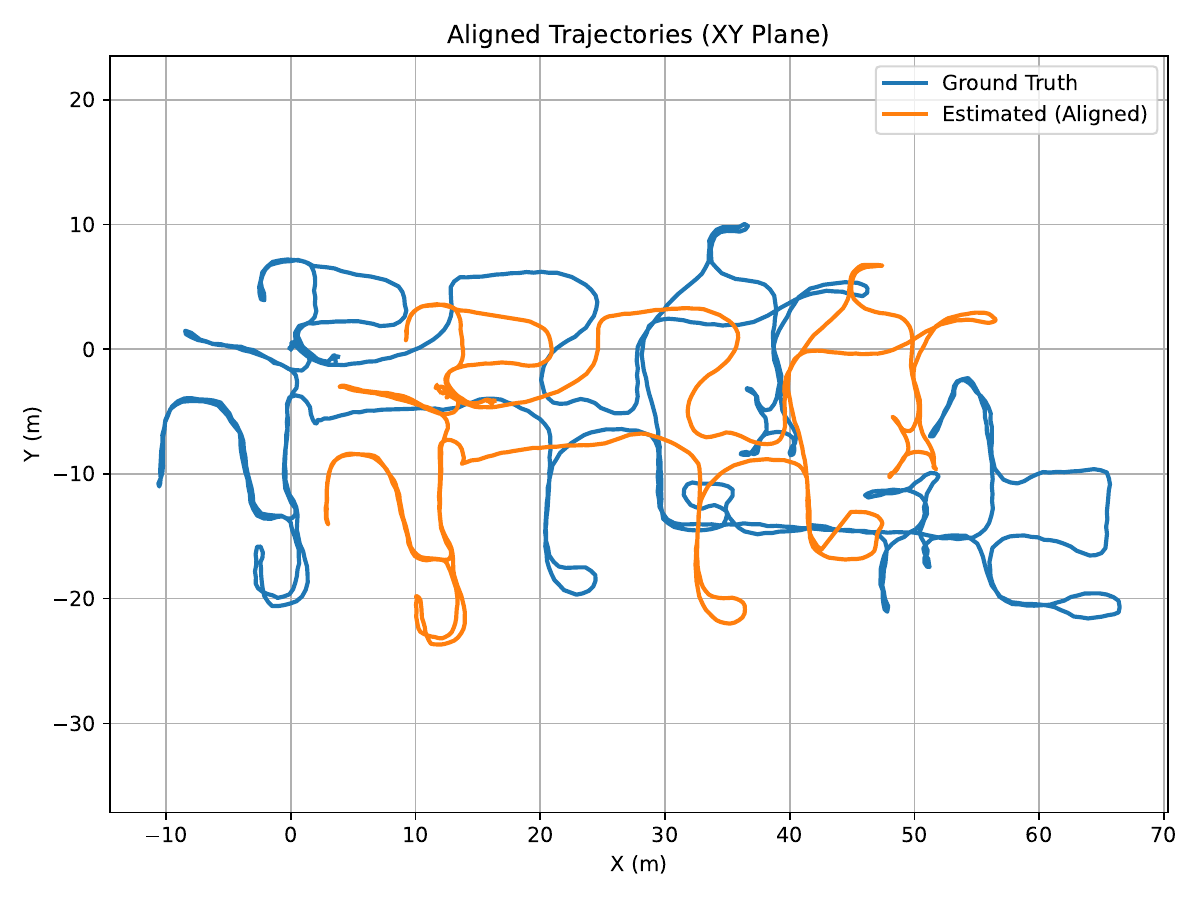 Aligned Trajectories (XY Plane)
Ground Truth
Estimated (Aligned)
20
10
0
−10
−20
−30
Y (m)
−10 0 10 20 30 40 50 60 70
X (m)